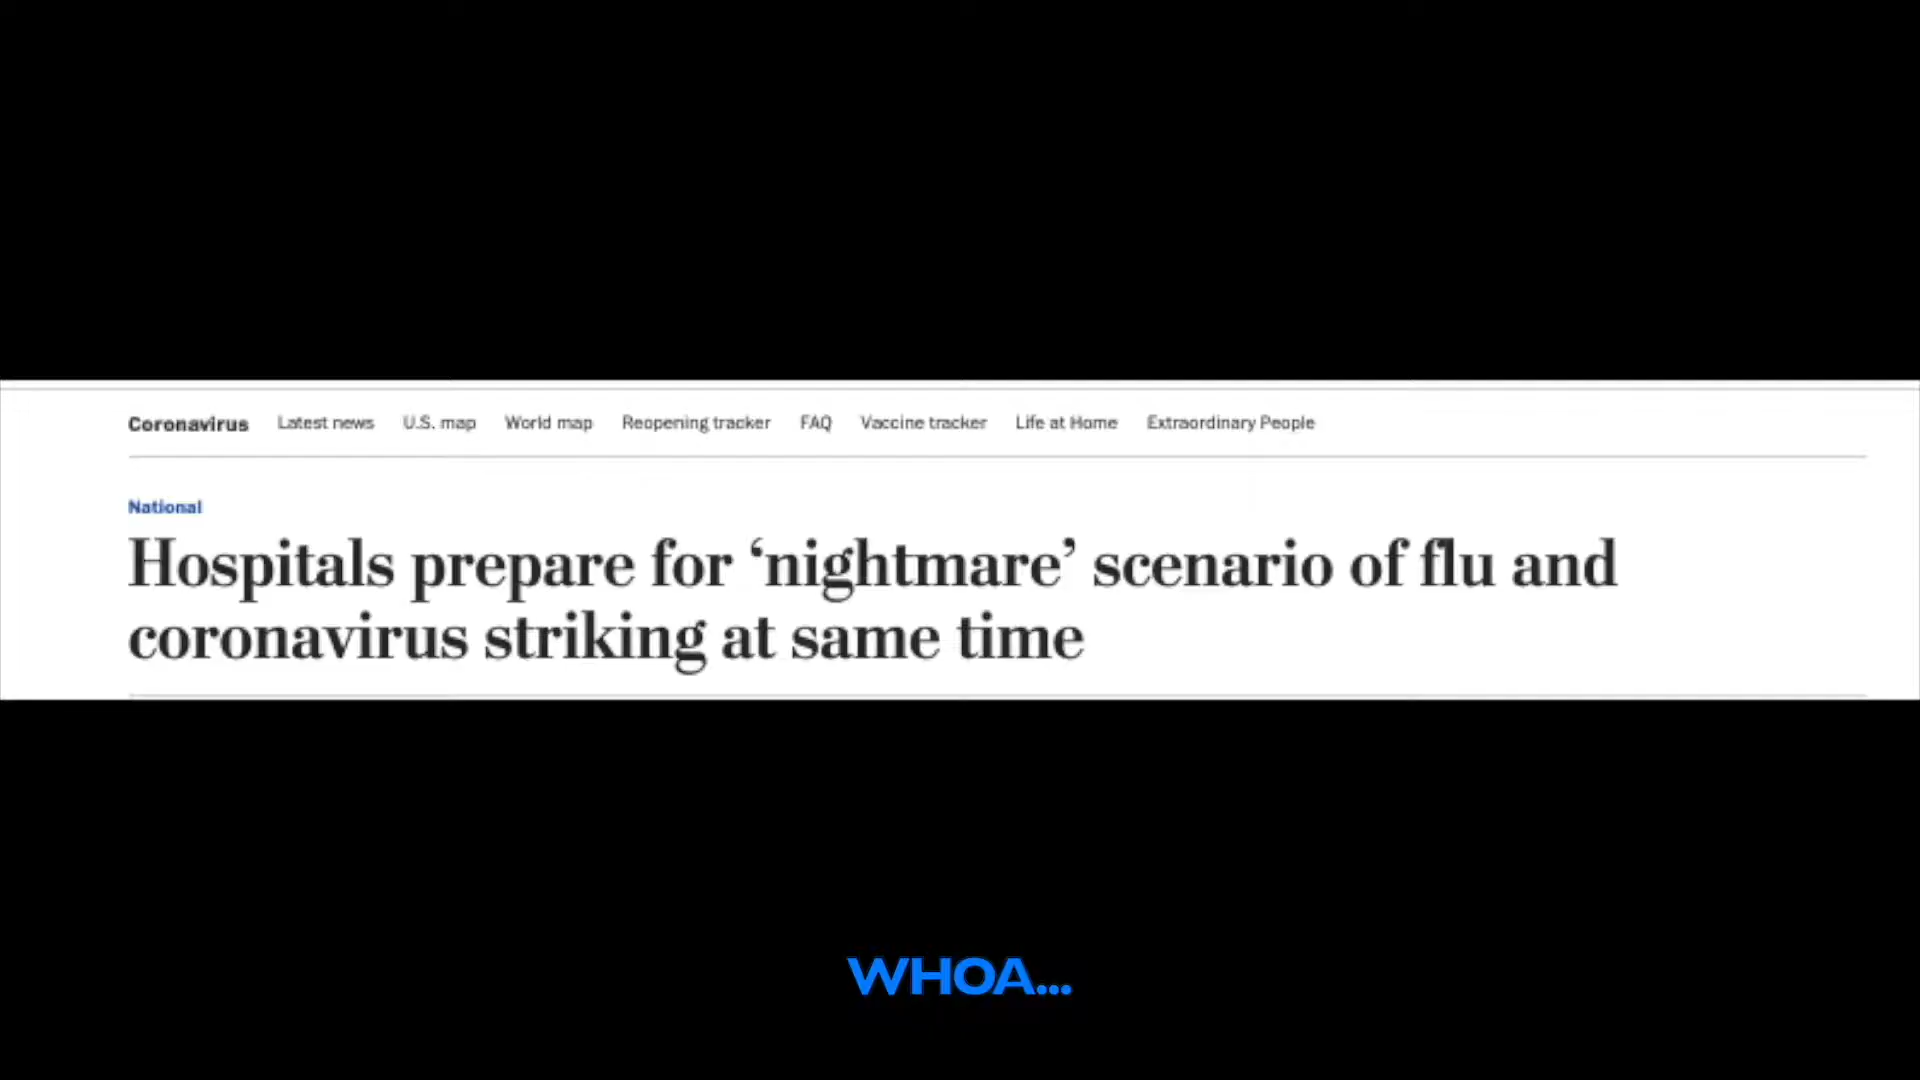 Coronavirus Latest news U.S. map World map Reopening tracker FAQ Vaccine tracker Life at Home Extraordinary People
National
Hospitals prepare for ‘nightmare’ scenario of flu and
coronavirus striking at same time
WHOA...